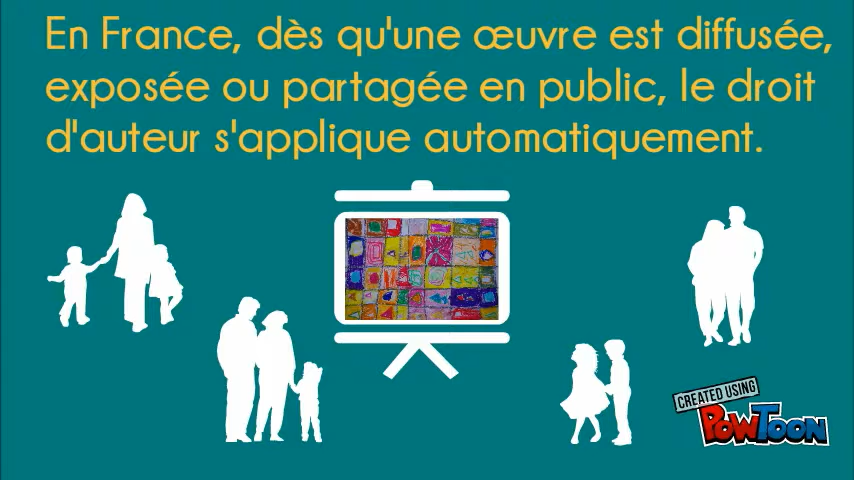 En France, dès qu'une œuvre est diffusée,
exposée ou partagée en public, le droit
d'auteur s'applique automatiquement.
CREATED USING
POWTOON